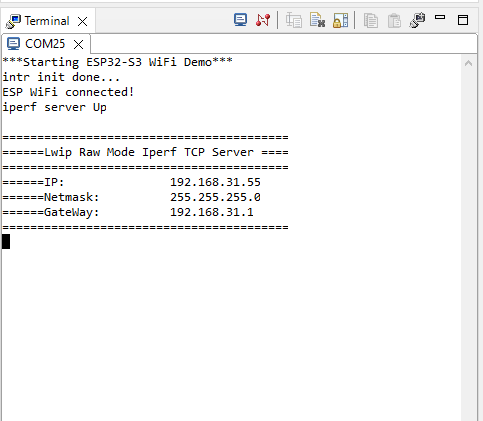 Terminal
COM25
***Starting ESP32-S3 WiFi Demo***
intr init done...
ESP WiFi connected!
iperf server Up
=========================================
======Lwip Raw Mode Iperf TCP Server ====
=========================================
======IP:               192.168.31.55
======Netmask:          255.255.255.0
======GateWay:          192.168.31.1
=========================================